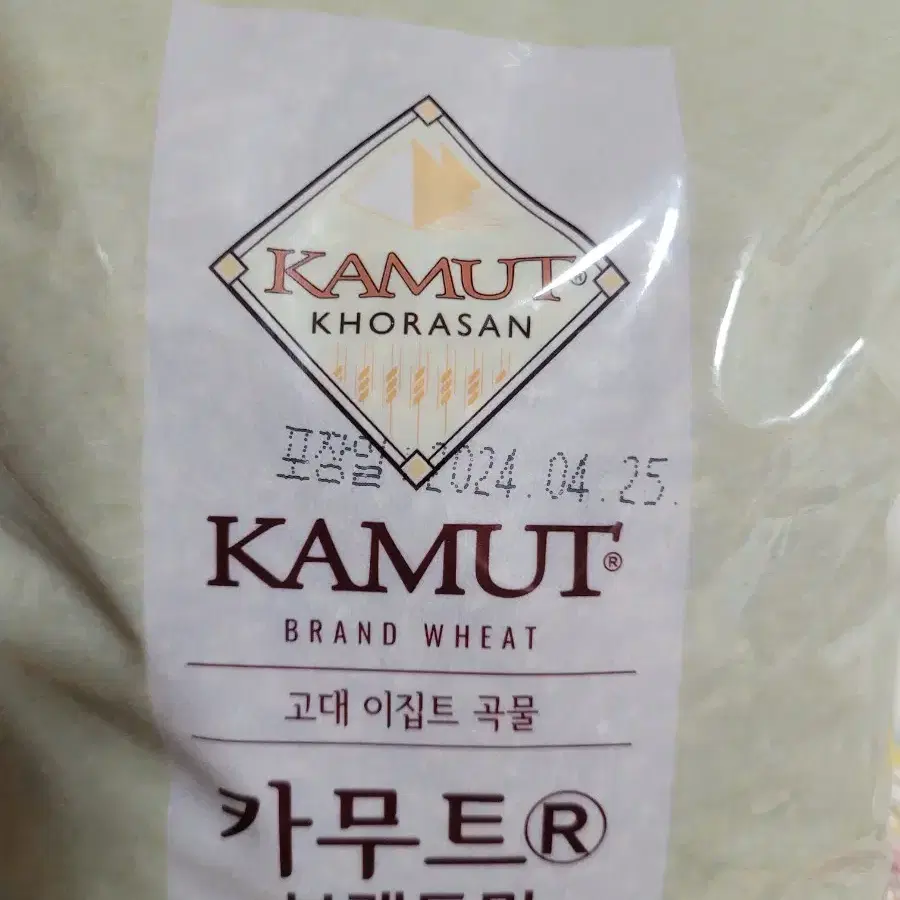 KAMUT®
KHORASAN
포장일 2024.04.25.
KAMUT®
BRAND WHEAT
고대 이집트 곡물
카무트®